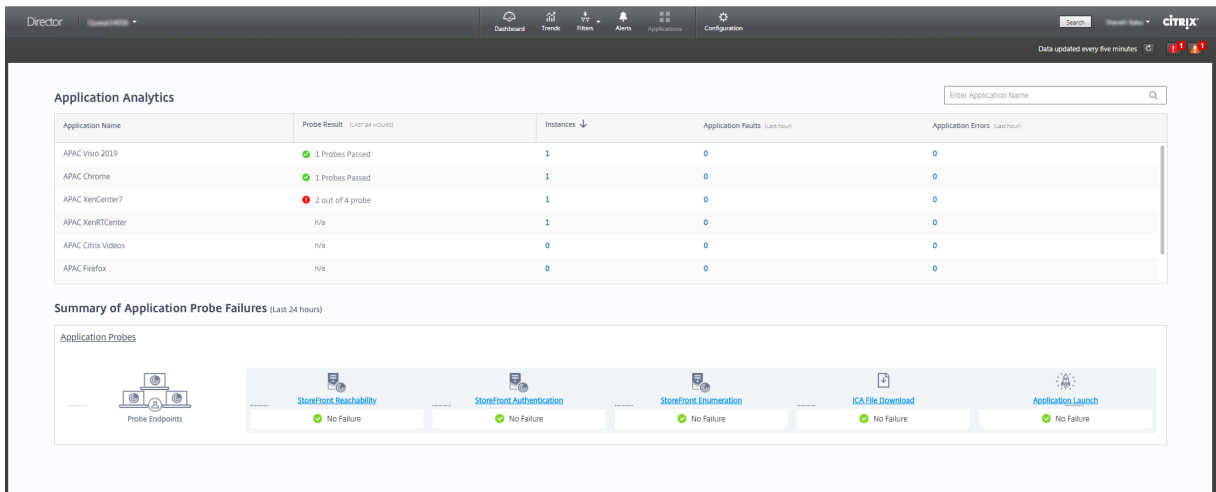 Director
Dashboard Trends Filters Alerts Applications Configuration
Search
CİTRIX
Data updated every five minutes
1 1
Application Analytics
Enter Application Name
Application Name Probe Result (LAST 24 HOURS) Instances Application Faults (Last hour) Application Errors (Last hour)
APAC Visio 2019 1 Probes Passed 1 0 0
APAC Chrome 1 Probes Passed 1 0 0
APAC XenCenter7 2 out of 4 probe 1 0 0
APAC XenRTCenter n/a 1 0 0
APAC Citrix Videos n/a 0 0 0
APAC Firefox n/a 0 0 0
Summary of Application Probe Failures (Last 24 hours)
Application Probes
Probe Endpoints
StoreFront Reachability StoreFront Authentication StoreFront Enumeration ICA File Download Application Launch
No Failure No Failure No Failure No Failure No Failure